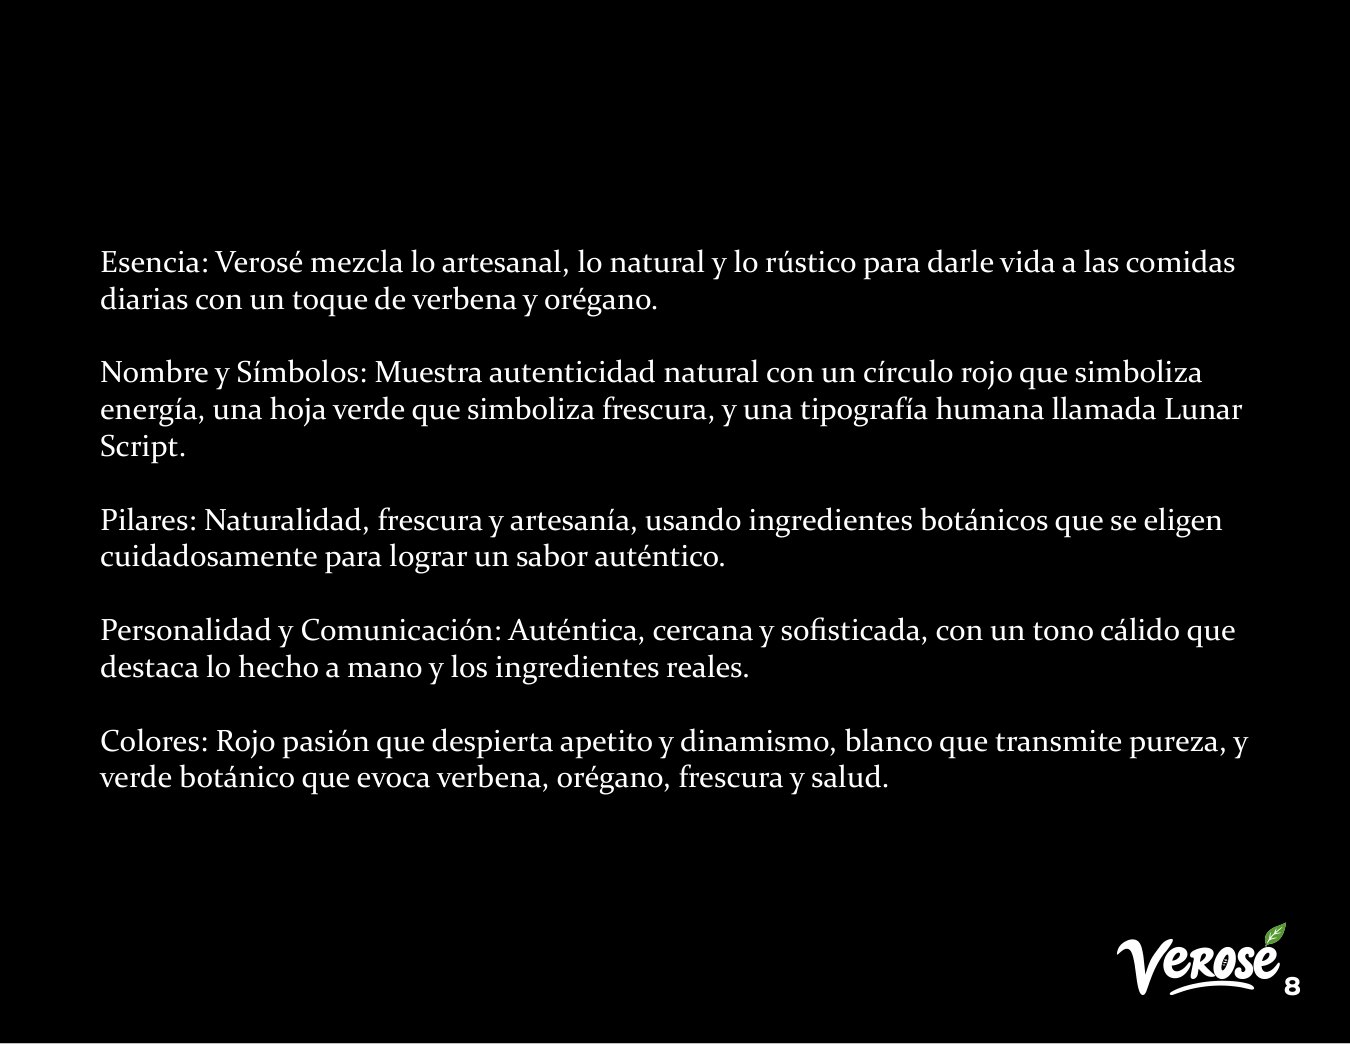 Esencia: Verosé mezcla lo artesanal, lo natural y lo rústico para darle vida a las comidas
diarias con un toque de verbena y orégano.
Nombre y Símbolos: Muestra autenticidad natural con un círculo rojo que simboliza
energía, una hoja verde que simboliza frescura, y una tipografía humana llamada Lunar
Script.
Pilares: Naturalidad, frescura y artesanía, usando ingredientes botánicos que se eligen
cuidadosamente para lograr un sabor auténtico.
Personalidad y Comunicación: Auténtica, cercana y sofisticada, con un tono cálido que
destaca lo hecho a mano y los ingredientes reales.
Colores: Rojo pasión que despierta apetito y dinamismo, blanco que transmite pureza, y
verde botánico que evoca verbena, orégano, frescura y salud.
Verosé
8